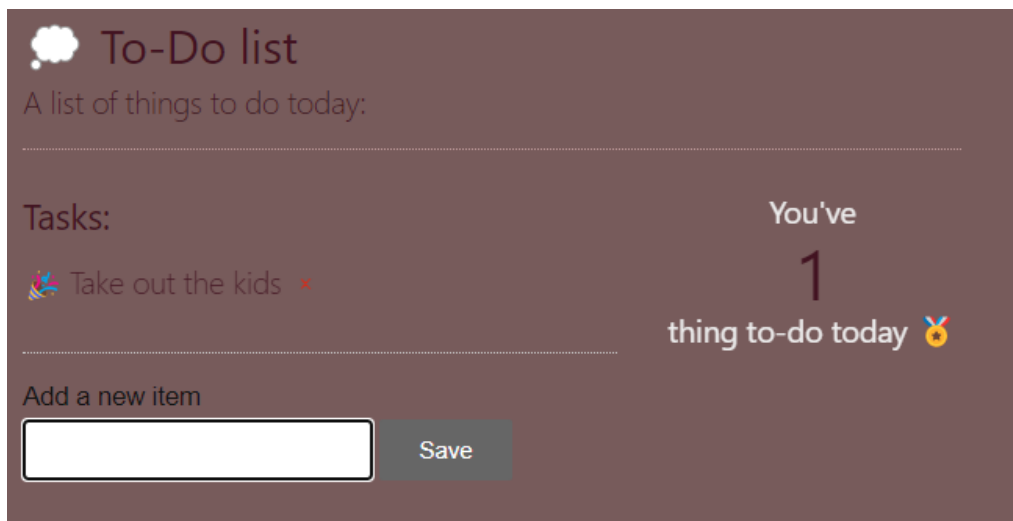 💭 To-Do list
A list of things to do today:
Tasks:
🎉 Take out the kids ×
You've
1
thing to-do today 🏅
Add a new item
Save